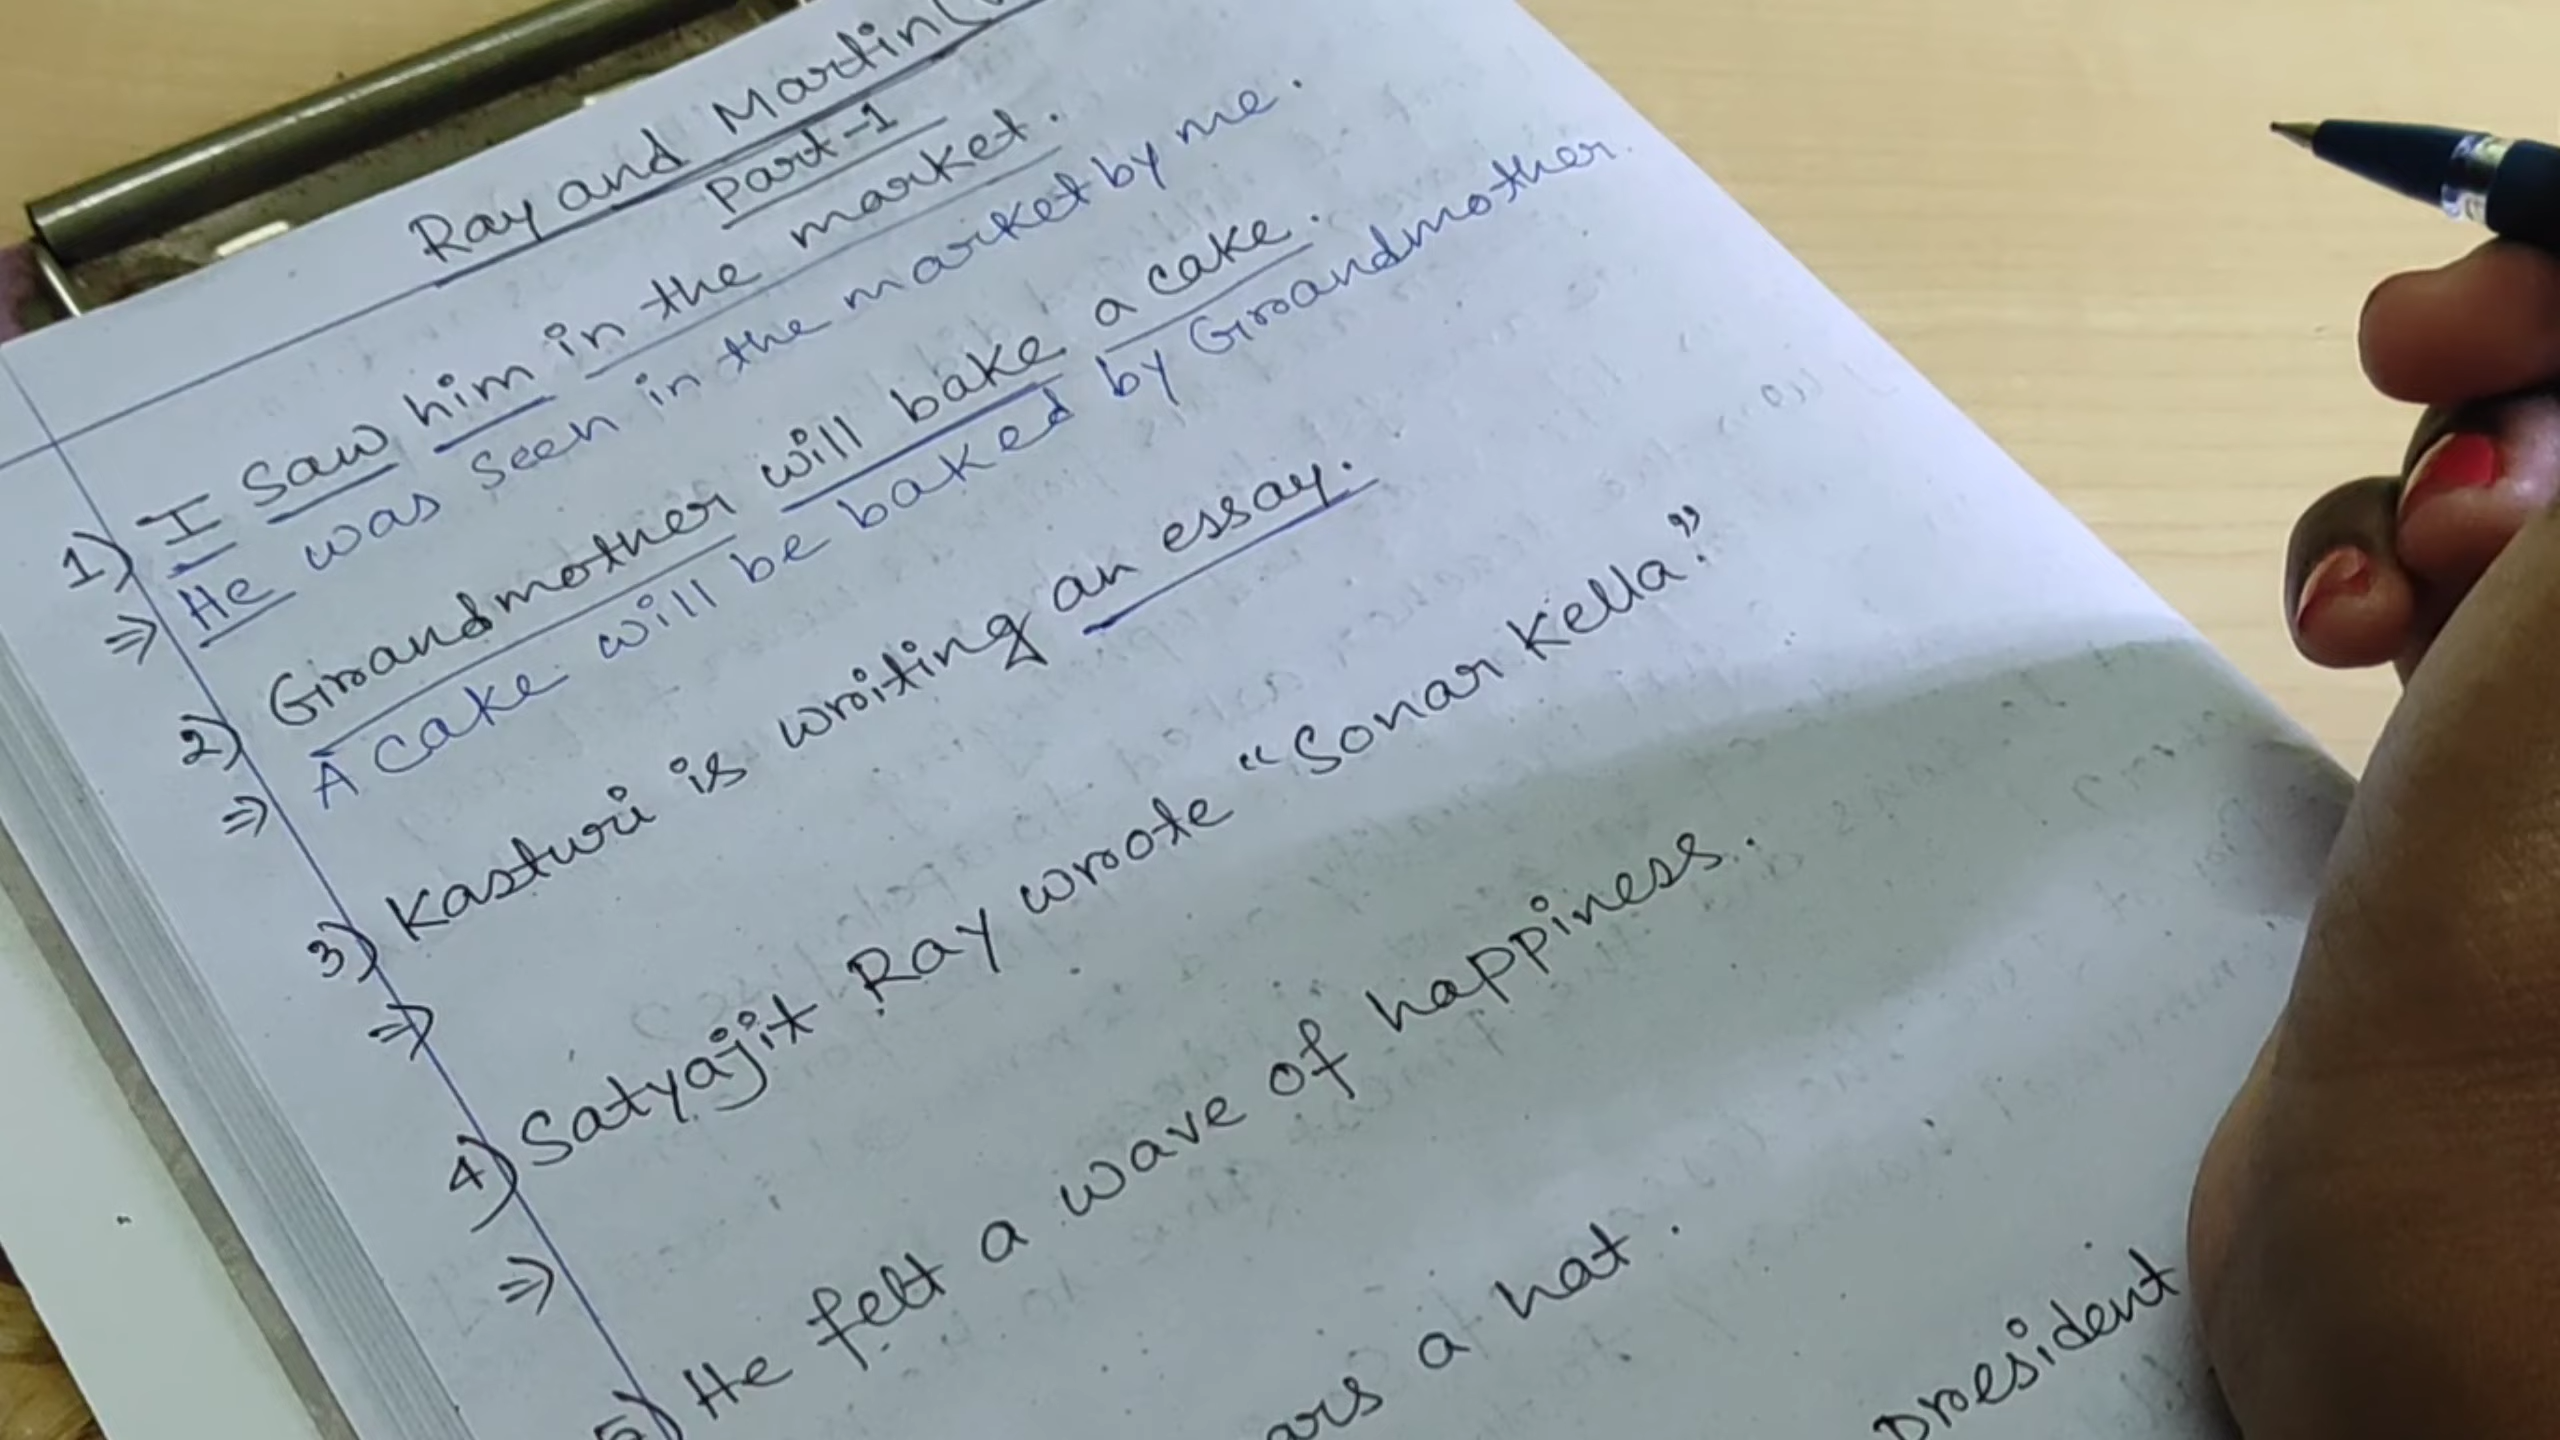 Ray and Martin (
Part-1
1) I saw him in the market.
⇒ He was seen in the market by me.
2) Grandmother will bake a cake.
⇒ A cake will be baked by Grandmother.
3) Kasturi is writing an essay.
⇒
4) Satyajit Ray wrote "Sonar Kella."
⇒
5) He felt a wave of happiness.
a hat.
President